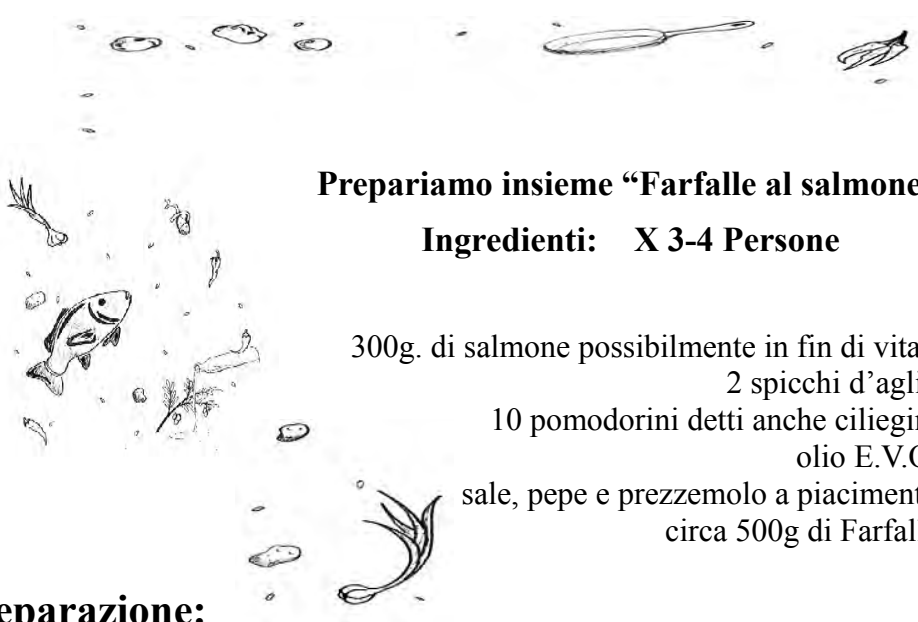 Prepariamo insieme “Farfalle al salmone
Ingredienti: X 3-4 Persone
300g. di salmone possibilmente in fin di vita
2 spicchi d’agli
10 pomodorini detti anche ciliegin
olio E.V.O
sale, pepe e prezzemolo a piaciment
circa 500g di Farfall
eparazione: